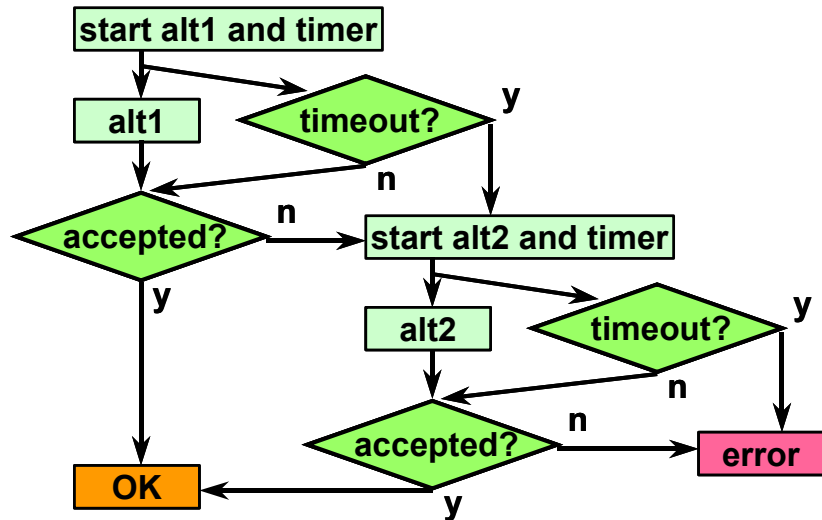 start alt1 and timer
alt1
timeout?
y
n
accepted?
n
start alt2 and timer
y
alt2
timeout?
y
n
accepted?
n
error
OK
y